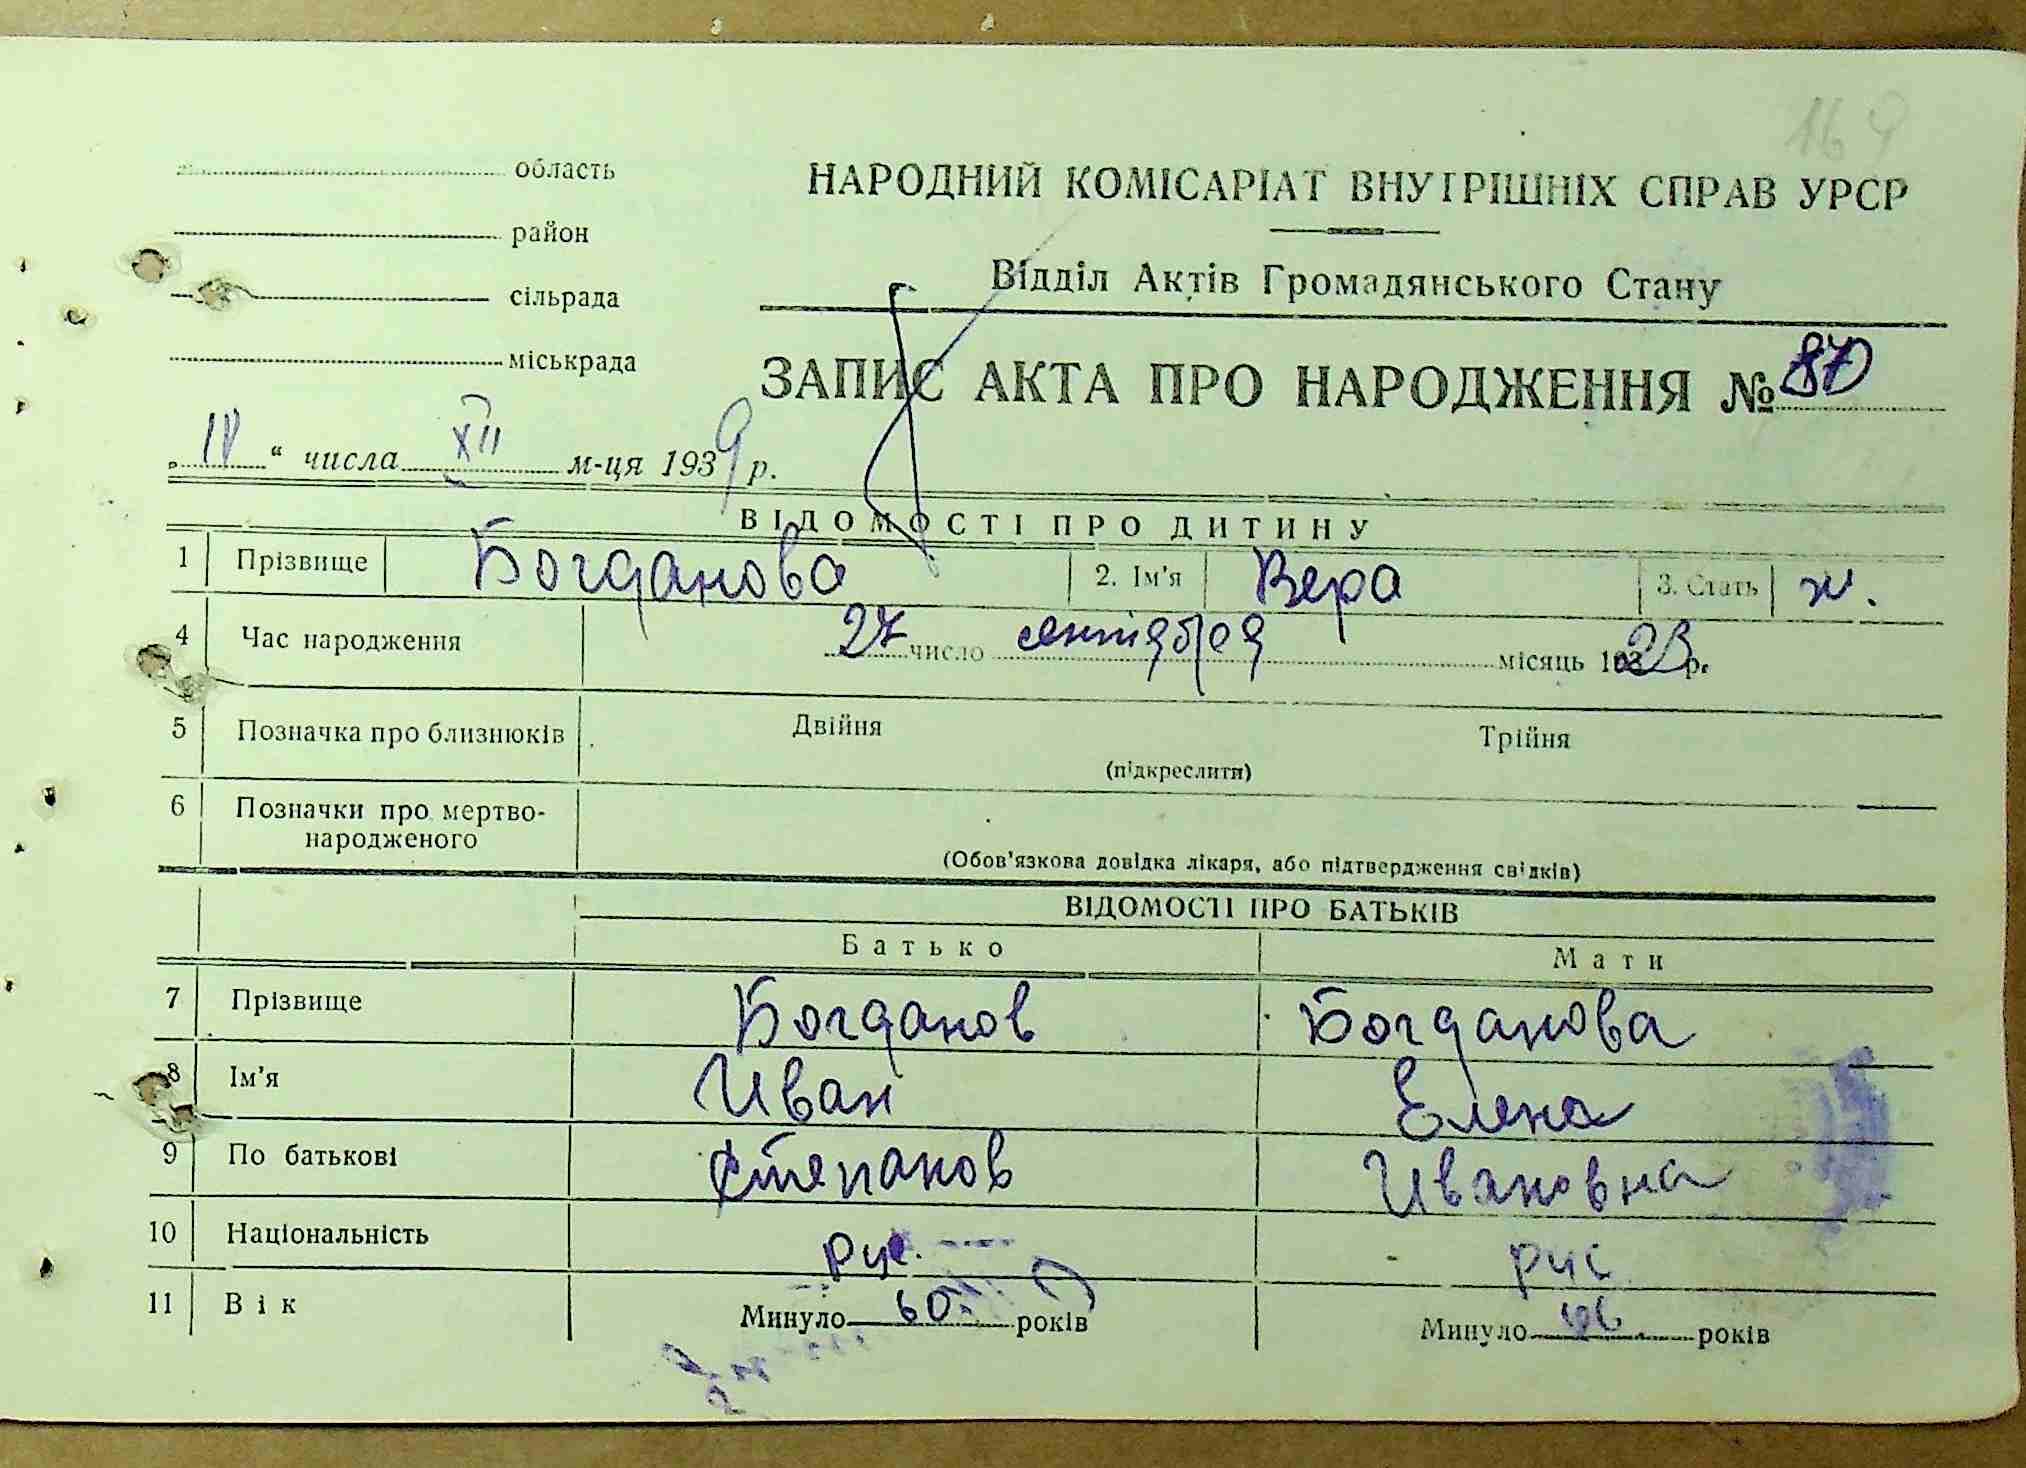 169
область
НАРОДНИЙ КОМІСАРІАТ ВНУТРІШНІХ СПРАВ УРСР
район
Відділ Актів Громадянського Стану
сільрада
міськрада
ЗАПИС АКТА ПРО НАРОДЖЕННЯ № 870
„ IV “ числа XII м-ця 1939 р.
ВІДОМОСТІ ПРО ДИТИНУ
1 Прізвище Богданова 2. Ім'я Вера 3. Стать ж.
4 Час народження 27 число сентября місяць 1923 р.
5 Позначка про близнюків Двійня Трійня
(підкреслити)
6 Позначки про мертво-
народженого
(Обов'язкова довідка лікаря, або підтвердження свідків)
ВІДОМОСТІ ПРО БАТЬКІВ
Батько Мати
7 Прізвище Богданов Богданова
8 Ім'я Иван Елена
9 По батькові Степанов Ивановна
10 Національність рус. рус
11 Вік Минуло 60 років Минуло років